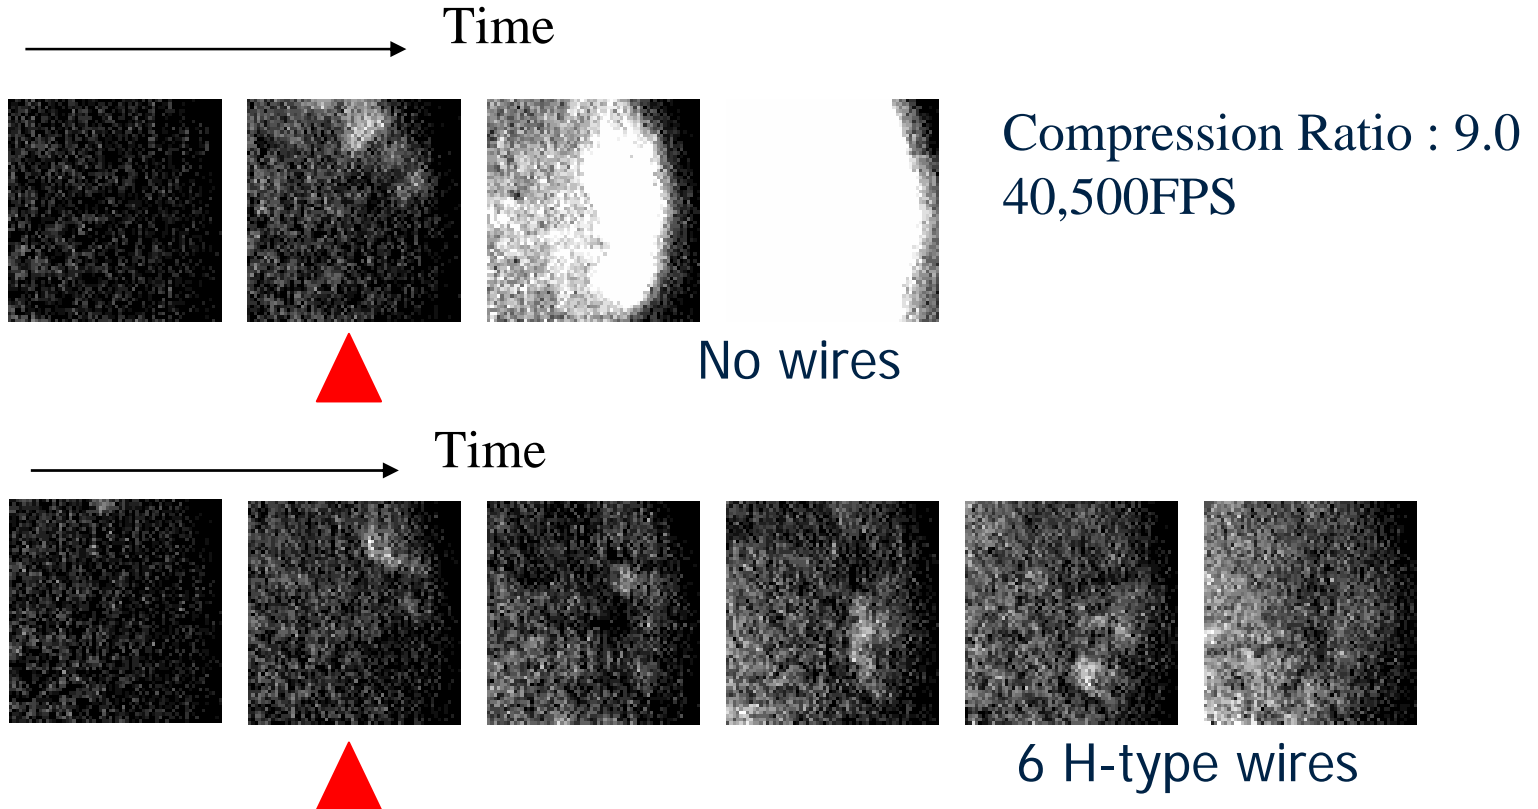 Time
Compression Ratio : 9.0
40,500FPS
No wires
Time
6 H-type wires